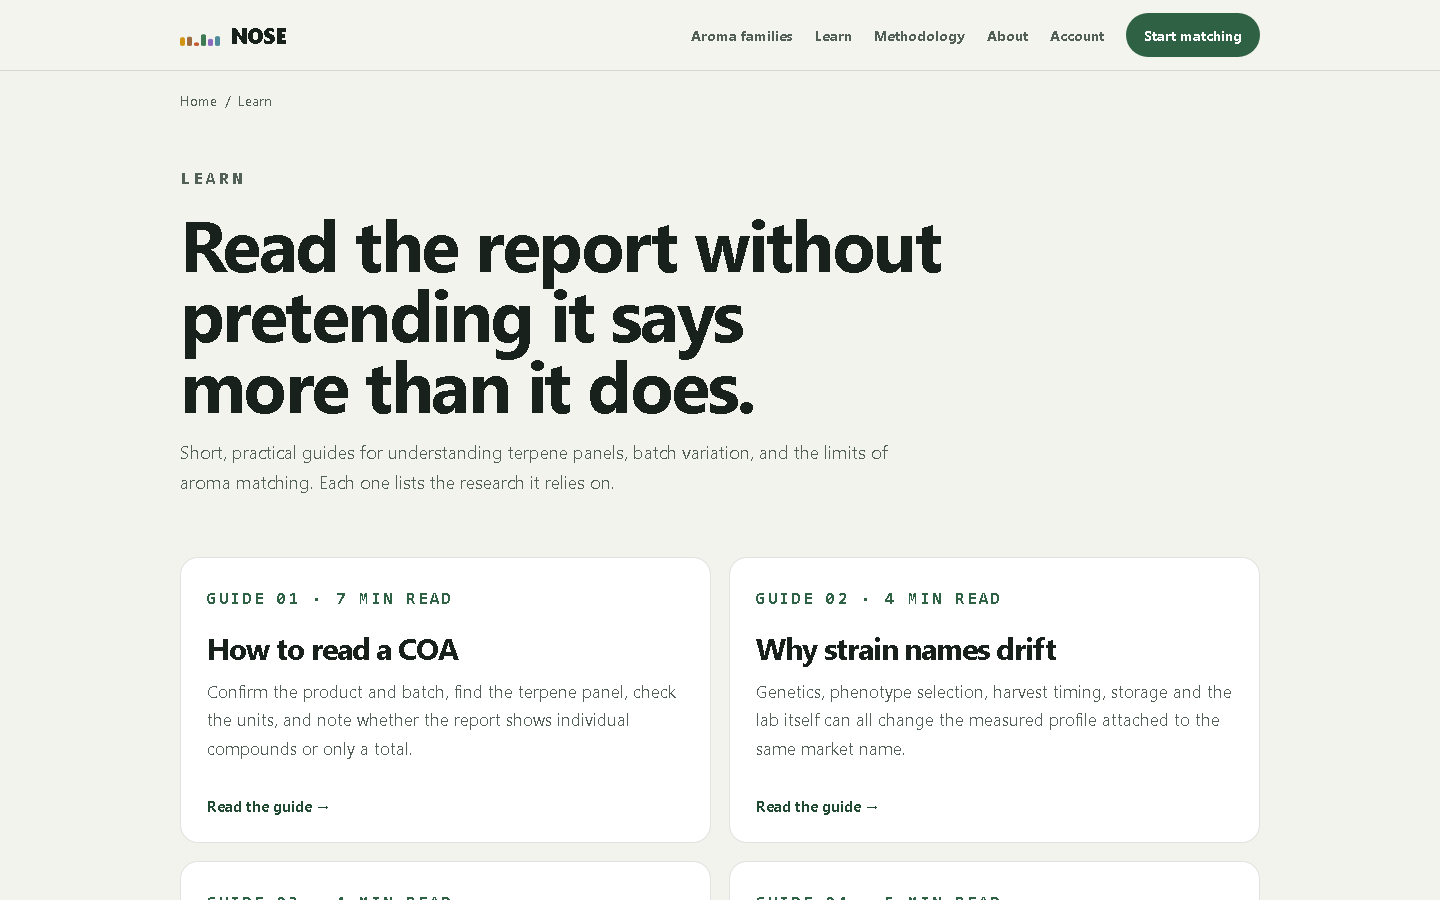 NOSE
Aroma families Learn Methodology About Account Start matching
Home / Learn
LEARN
Read the report without
pretending it says
more than it does.
Short, practical guides for understanding terpene panels, batch variation, and the limits of
aroma matching. Each one lists the research it relies on.
GUIDE 01 · 7 MIN READ
How to read a COA
Confirm the product and batch, find the terpene panel, check
the units, and note whether the report shows individual
compounds or only a total.
Read the guide →
GUIDE 02 · 4 MIN READ
Why strain names drift
Genetics, phenotype selection, harvest timing, storage and the
lab itself can all change the measured profile attached to the
same market name.
Read the guide →